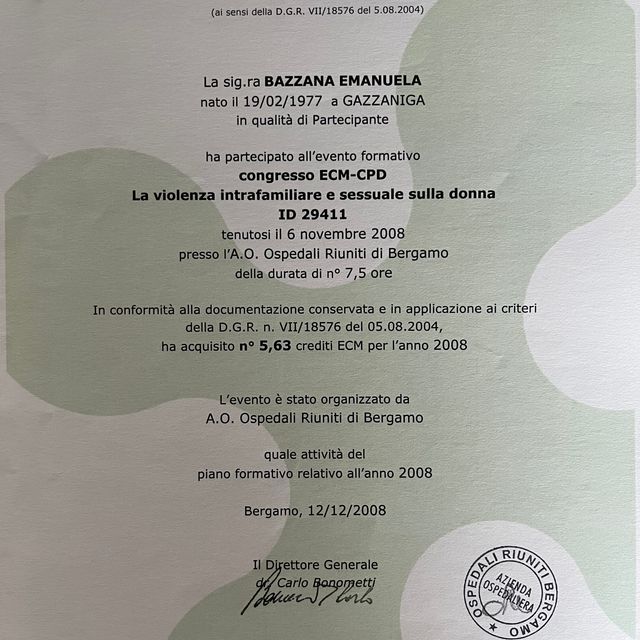 (ai sensi della D.G.R. VII/18576 del 5.08.2004)
La sig.ra BAZZANA EMANUELA
nato il 19/02/1977 a GAZZANIGA
in qualità di Partecipante
ha partecipato all'evento formativo
congresso ECM-CPD
La violenza intrafamiliare e sessuale sulla donna
ID 29411
tenutosi il 6 novembre 2008
presso l'A.O. Ospedali Riuniti di Bergamo
della durata di n° 7,5 ore
In conformità alla documentazione conservata e in applicazione ai criteri
della D.G.R. n. VII/18576 del 05.08.2004,
ha acquisito n° 5,63 crediti ECM per l'anno 2008
L'evento è stato organizzato da
A.O. Ospedali Riuniti di Bergamo
quale attività del
piano formativo relativo all'anno 2008
Bergamo, 12/12/2008
Il Direttore Generale
dr. Carlo Bonometti
OSPEDALI RIUNITI BERGAMO
AZIENDA
OSPEDALIERA